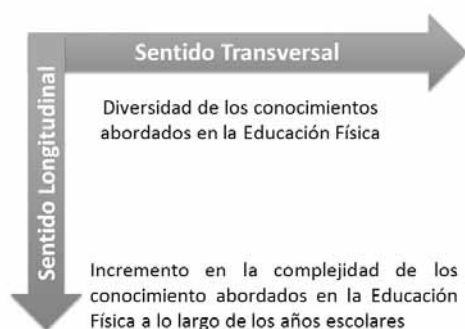 Sentido Transversal
Diversidad de los conocimientos
abordados en la Educación Física
Sentido Longitudinal
Incremento en la complejidad de los
conocimiento abordados en la Educación
Física a lo largo de los años escolares